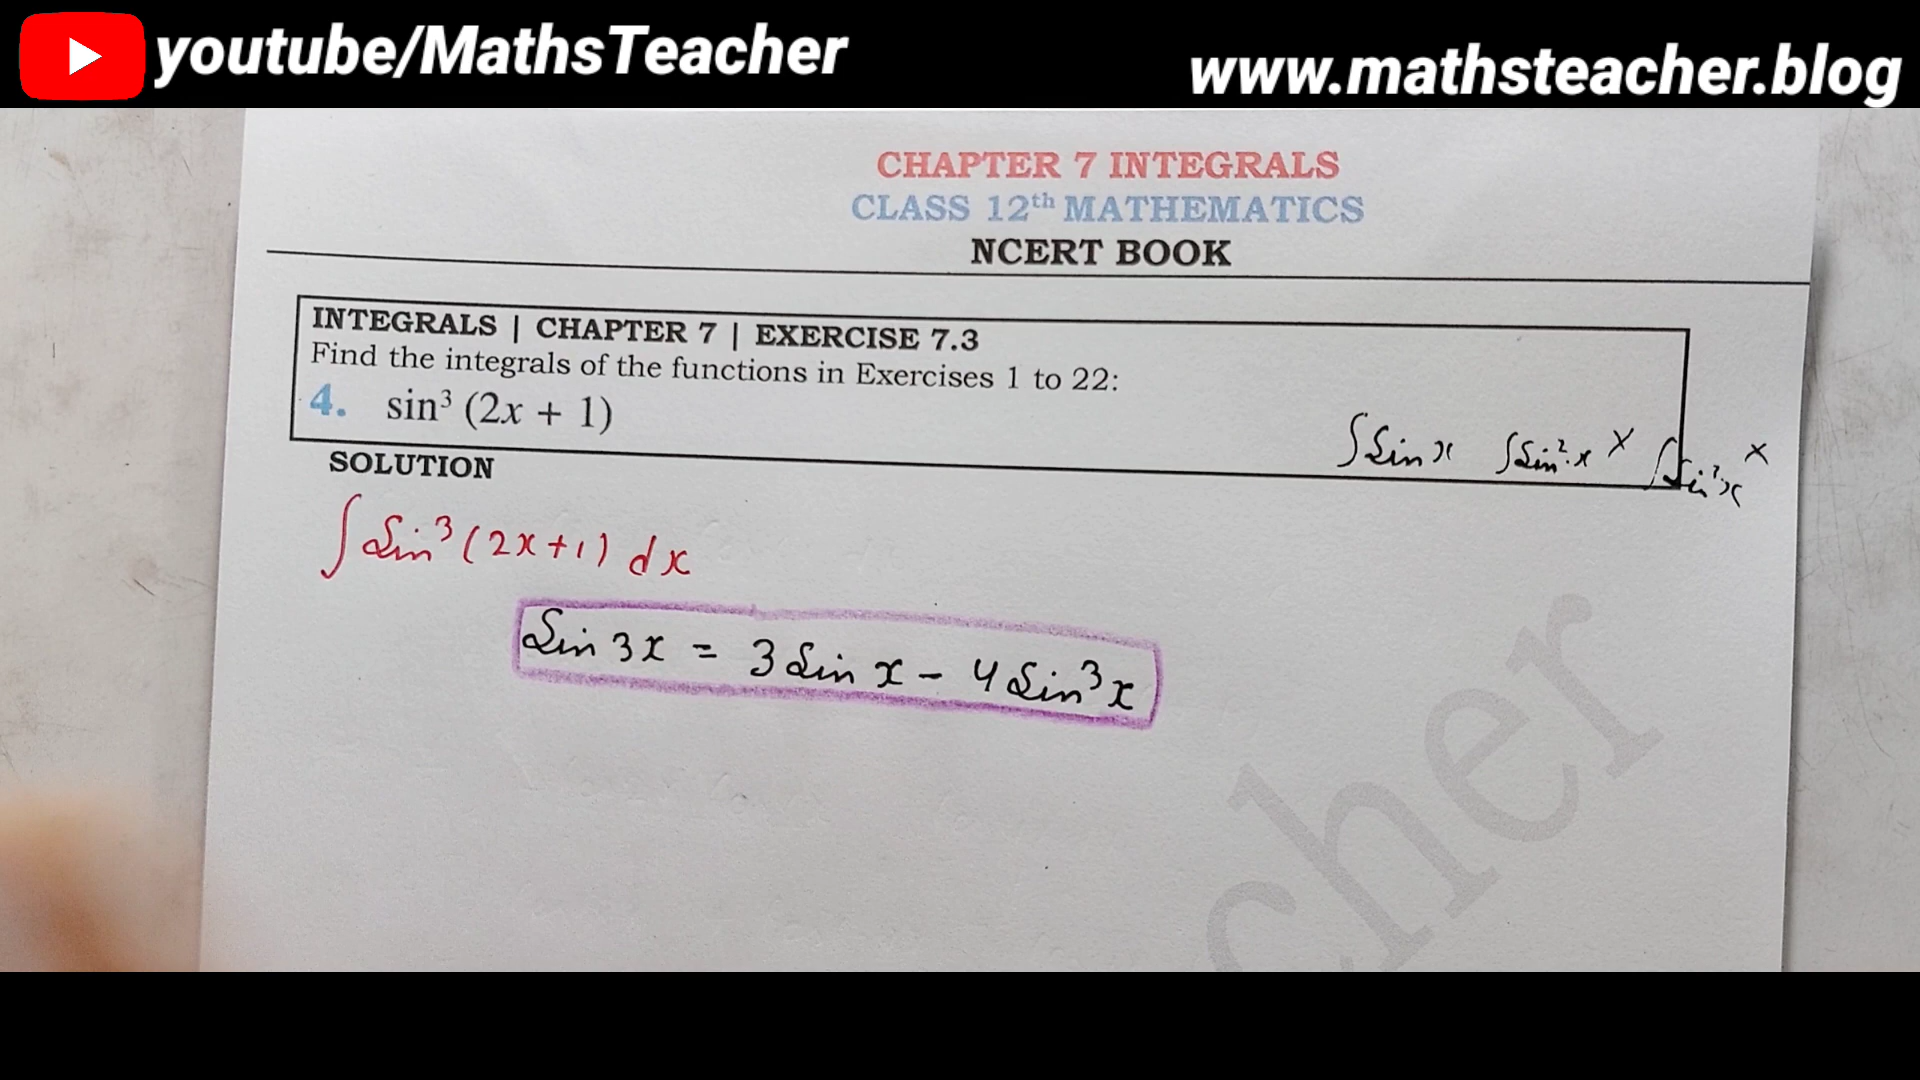 youtube/MathsTeacher
www.mathsteacher.blog
CHAPTER 7 INTEGRALS
CLASS 12th MATHEMATICS
NCERT BOOK
INTEGRALS | CHAPTER 7 | EXERCISE 7.3
Find the integrals of the functions in Exercises 1 to 22:
4. sin³ (2x + 1)
∫Sin x ∫Sin²x × ∫Sin³x ×
SOLUTION
∫ Sin³(2x+1) dx
Sin 3x = 3 Sin x - 4 Sin³x
cher